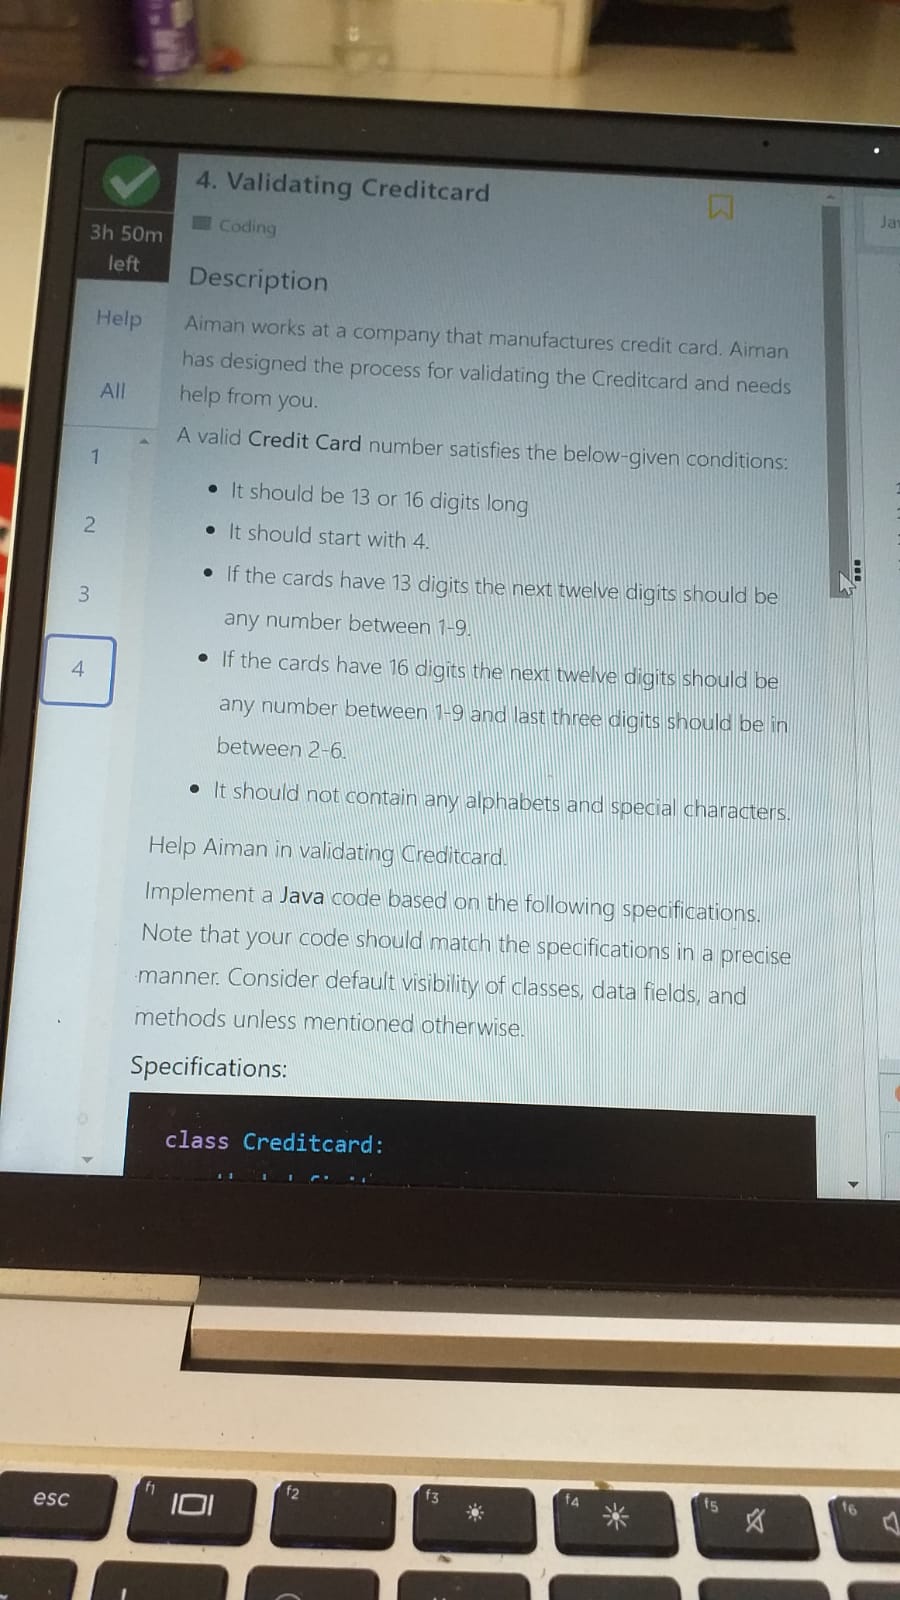 4. Validating Creditcard
Coding
3h 50m
left
Help
All
1
2
3
4
Description
Aiman works at a company that manufactures credit card. Aiman
has designed the process for validating the Creditcard and needs
help from you.
A valid Credit Card number satisfies the below-given conditions:
• It should be 13 or 16 digits long
• It should start with 4.
• If the cards have 13 digits the next twelve digits should be
any number between 1-9.
• If the cards have 16 digits the next twelve digits should be
any number between 1-9 and last three digits should be in
between 2-6.
• It should not contain any alphabets and special characters.
Help Aiman in validating Creditcard.
Implement a Java code based on the following specifications.
Note that your code should match the specifications in a precise
manner. Consider default visibility of classes, data fields, and
methods unless mentioned otherwise.
Specifications:
class Creditcard:
esc
f1
f2
f3
f4
f5
f6